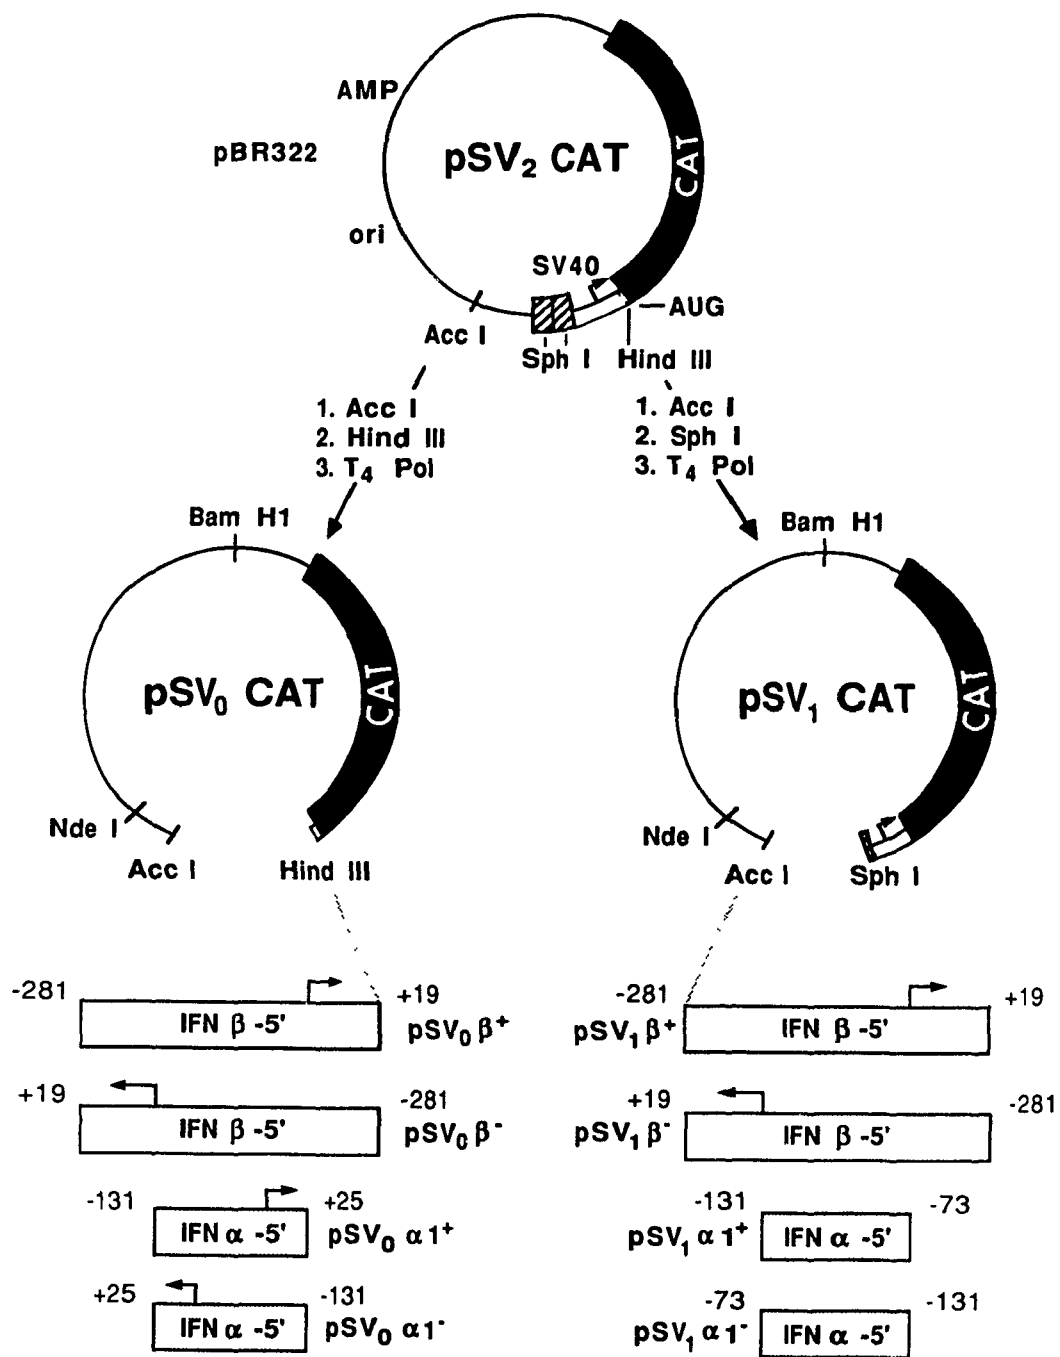 AMP
pBR322
pSV₂ CAT
CAT
ori
SV40
AUG
Acc I
Sph I
Hind III
1. Acc I
2. Hind III
3. T₄ Pol
1. Acc I
2. Sph I
3. T₄ Pol
Bam H1
Bam H1
pSV₀ CAT
CAT
pSV₁ CAT
CAT
Nde I
Acc I
Hind III
Nde I
Acc I
Sph I
-281
IFN β -5'
+19
pSV₀ β⁺
-281
pSV₁ β⁺
IFN β -5'
+19
+19
IFN β -5'
-281
pSV₀ β⁻
+19
pSV₁ β⁻
IFN β -5'
-281
-131
IFN α -5'
+25
pSV₀ α1⁺
-131
pSV₁ α1⁺
IFN α -5'
-73
+25
IFN α -5'
-131
pSV₀ α1⁻
-73
pSV₁ α1⁻
IFN α -5'
-131